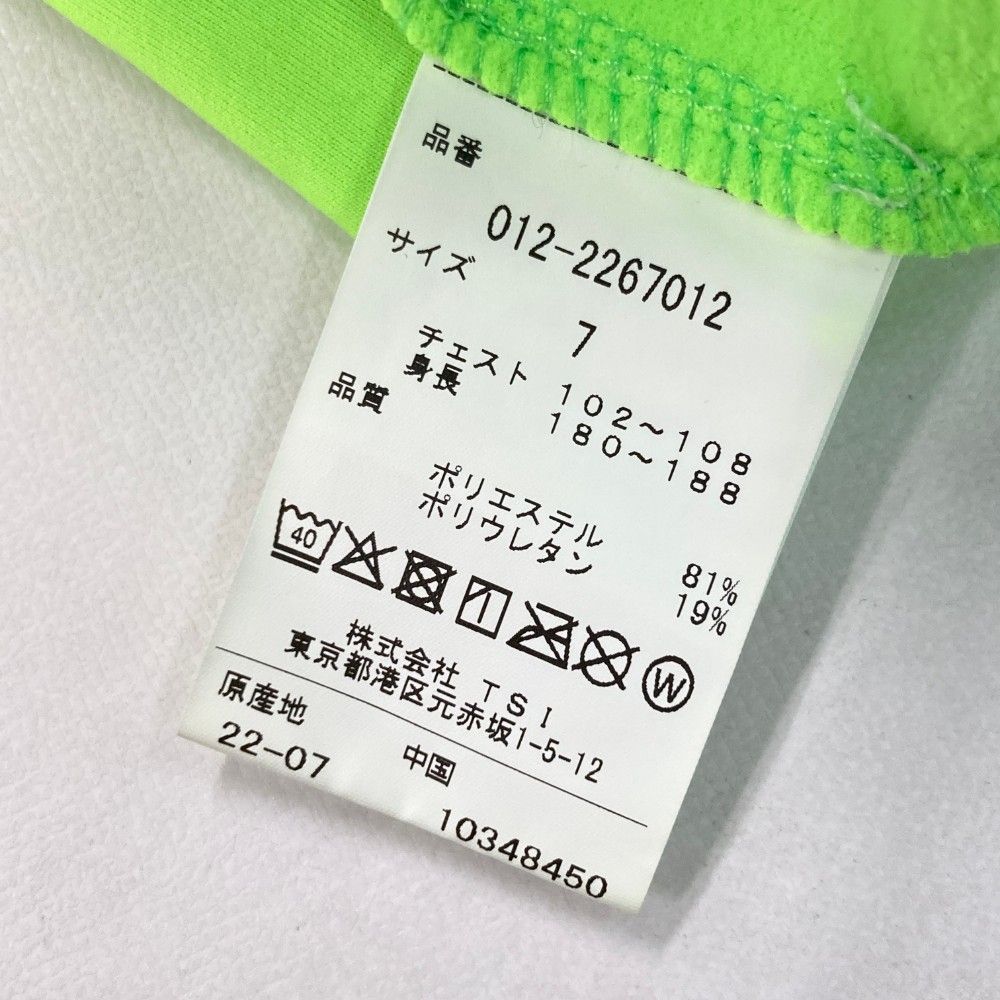 品番
012-2267012
サイズ
7
チェスト 102~108
身長 180~188
品質
ポリエステル 81%
ポリウレタン 19%
40
W
株式会社 TSI
東京都港区元赤坂1-5-12
原産地 中国
22-07 10348450